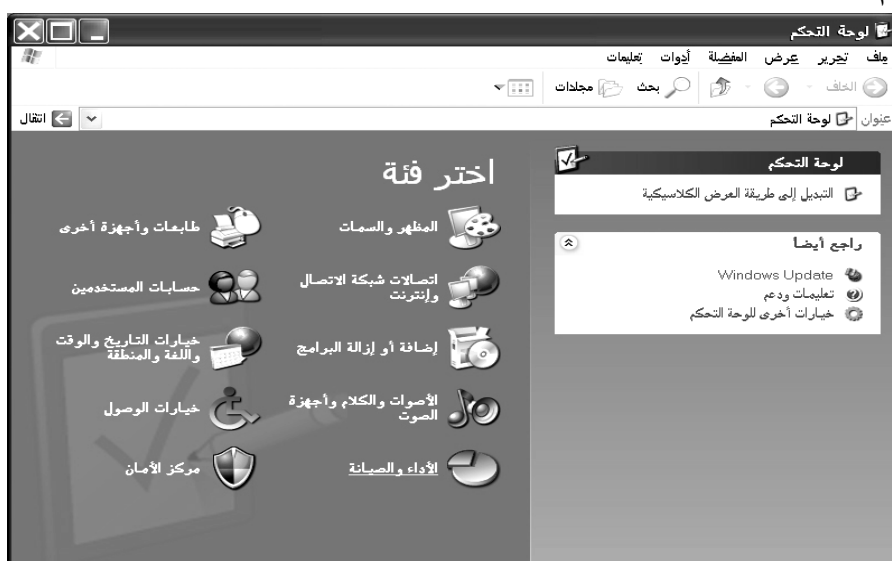 ١
لوحة التحكم
ملف تحرير عرض المفضلة أدوات تعليمات
الخلف بحث مجلدات
عنوان لوحة التحكم انتقال
لوحة التحكم
التبديل إلى طريقة العرض الكلاسيكية
راجع أيضاً
Windows Update
تعليمات ودعم
خيارات أخرى للوحة التحكم
اختر فئة
المظهر والسمات
طابعات وأجهزة أخرى
اتصالات شبكة الاتصال
وإنترنت
حسابات المستخدمين
إضافة أو إزالة البرامج
خيارات التاريخ والوقت
واللغة والمنطقة
الأصوات والكلام وأجهزة
الصوت
خيارات الوصول
الأداء والصيانة
مركز الأمان